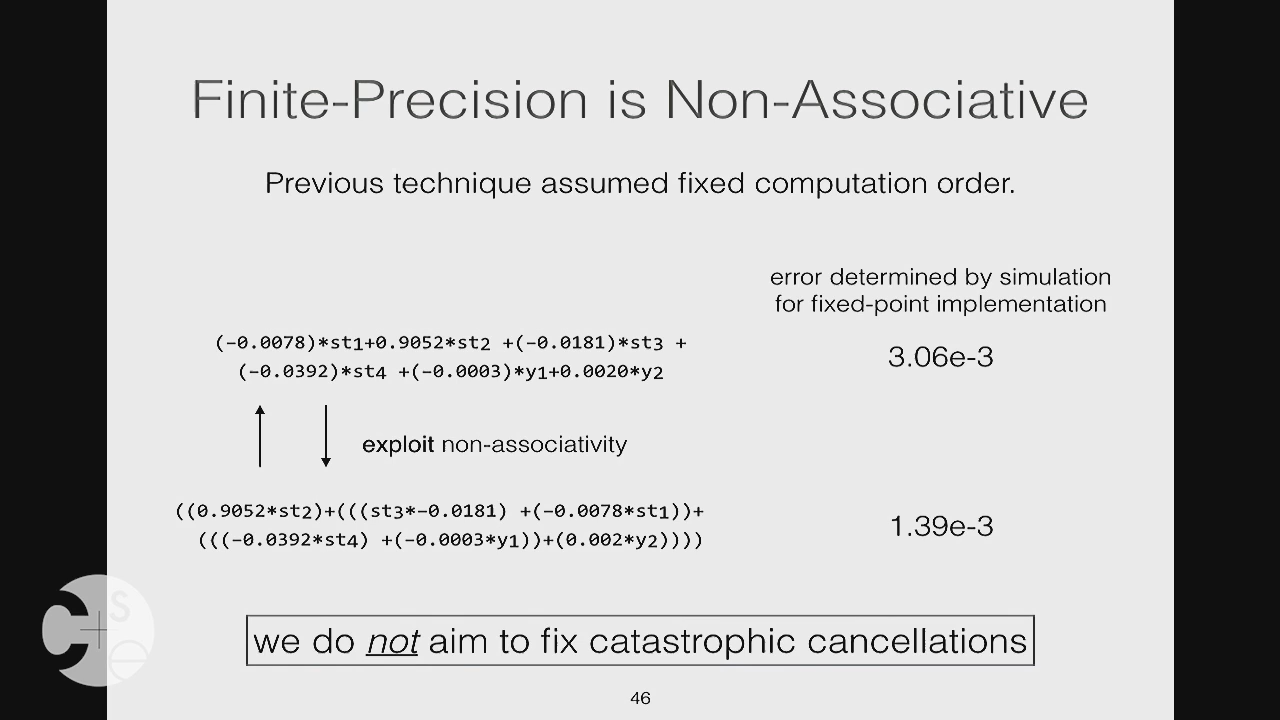 Finite-Precision is Non-Associative
Previous technique assumed fixed computation order.
error determined by simulation
for fixed-point implementation
(-0.0078)*st1+0.9052*st2 +(-0.0181)*st3 +
(-0.0392)*st4 +(-0.0003)*y1+0.0020*y2
3.06e-3
exploit non-associativity
((0.9052*st2)+(((st3*-0.0181) +(-0.0078*st1))+
(((-0.0392*st4) +(-0.0003*y1))+(0.002*y2))))
1.39e-3
we do not aim to fix catastrophic cancellations
46
C+se